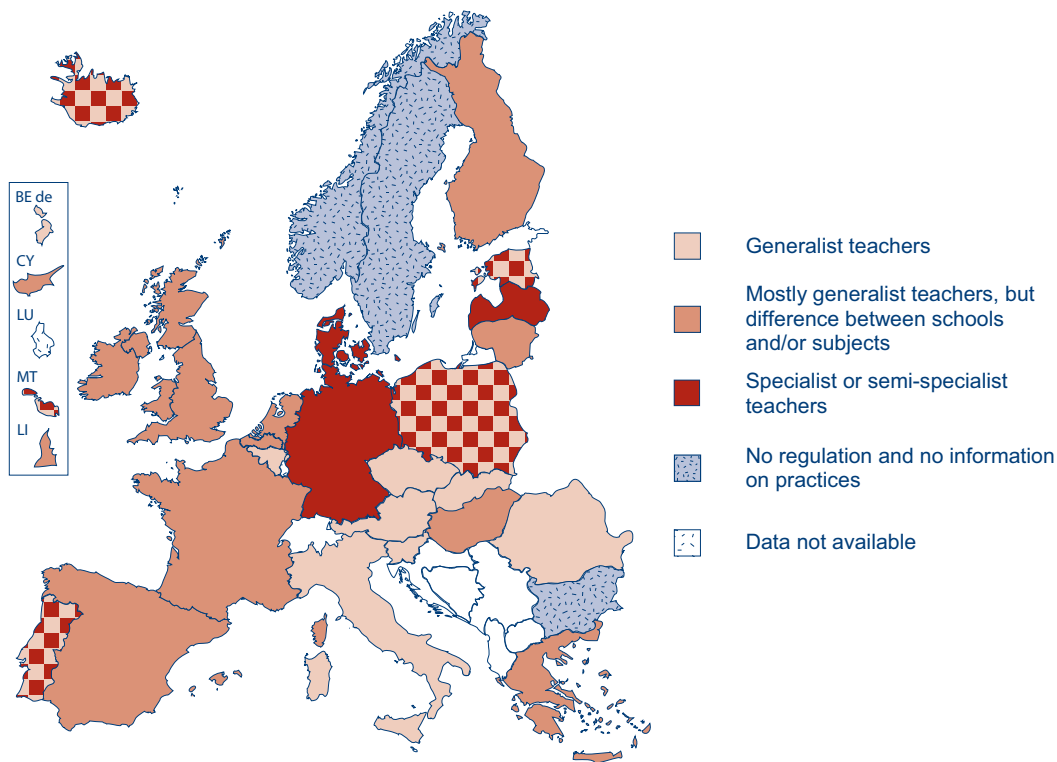 BE de
CY
LU
MT
LI
Generalist teachers
Mostly generalist teachers, but
difference between schools
and/or subjects
Specialist or semi-specialist
teachers
No regulation and no information
on practices
Data not available